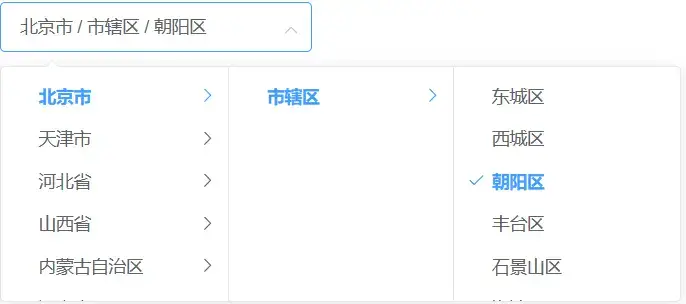 北京市 / 市辖区 / 朝阳区
北京市
天津市
河北省
山西省
内蒙古自治区
市辖区
东城区
西城区
朝阳区
丰台区
石景山区